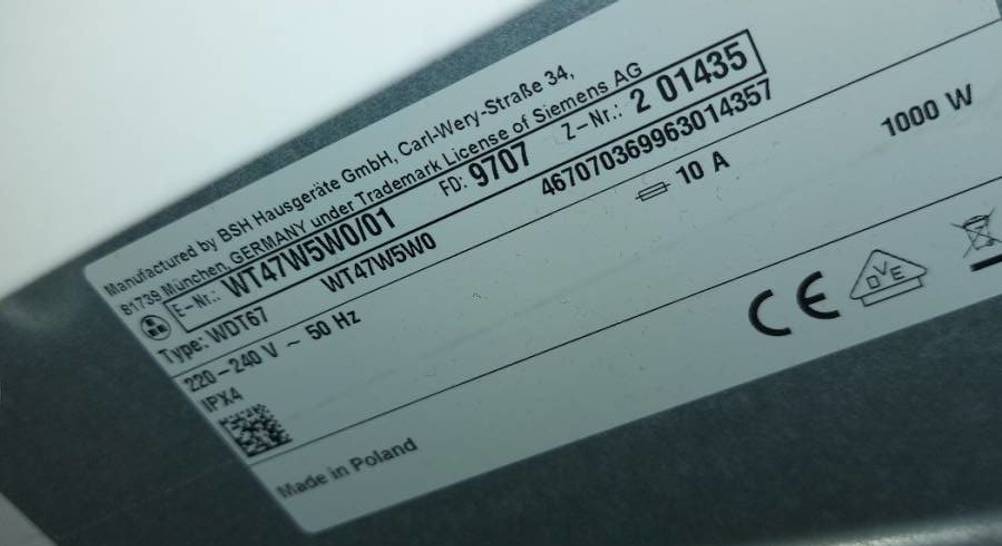 Manufactured by BSH Hausgeräte GmbH, Carl-Wery-Straße 34,
81739 München, GERMANY under Trademark License of Siemens AG
E-Nr.: WT47W5W0/01 FD: 9707 Z-Nr.: 2 01435
Type: WDT67 WT47W5W0 467070369963014357
220-240 V ~ 50 Hz 10 A 1000 W
IPX4
CE DVE
Made in Poland